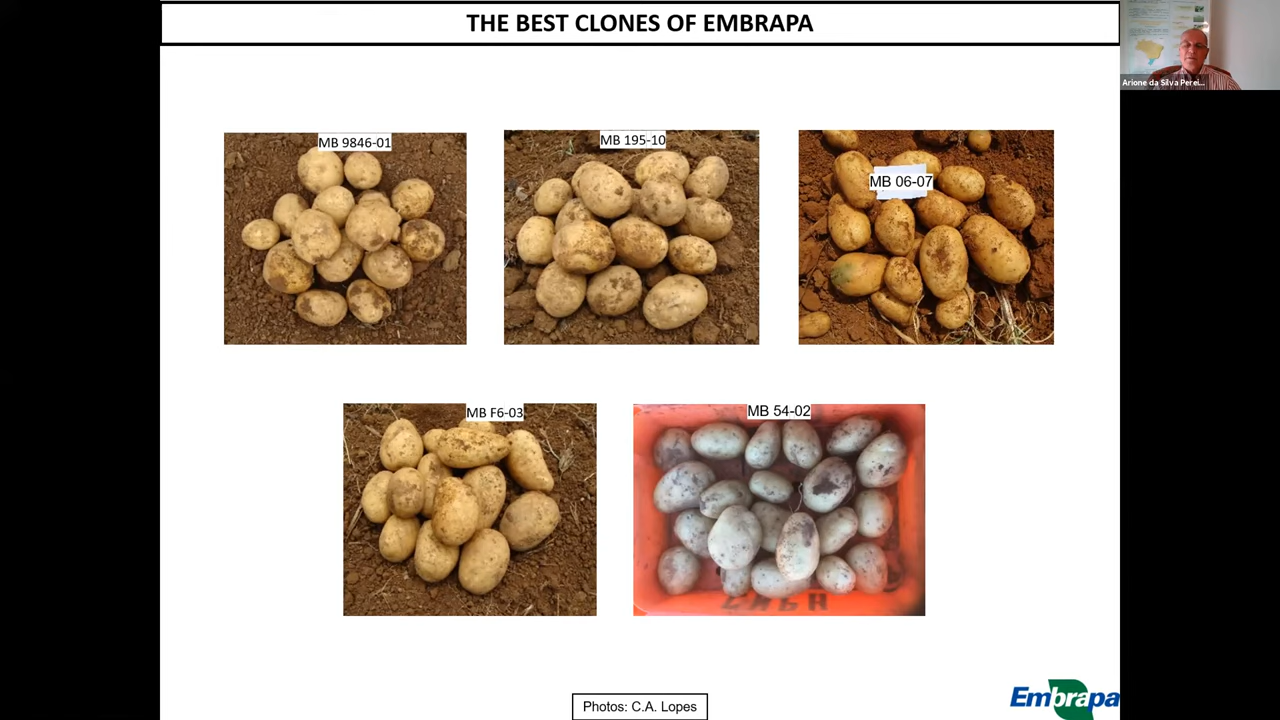 THE BEST CLONES OF EMBRAPA
Arione da Silva Perei...
MB 9846-01
MB 195-10
MB 06-07
MB F6-03
MB 54-02
Photos: C.A. Lopes
Embrapa